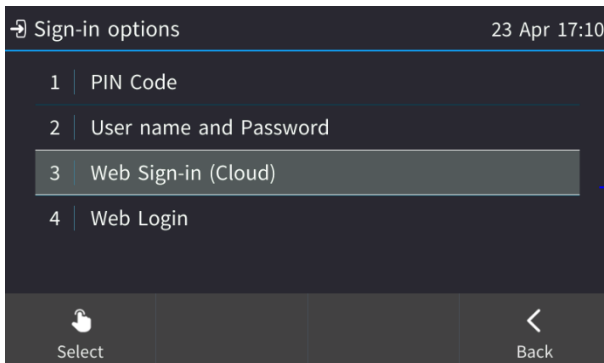 Sign-in options 23 Apr 17:10
1 PIN Code
2 User name and Password
3 Web Sign-in (Cloud)
4 Web Login
Select Back